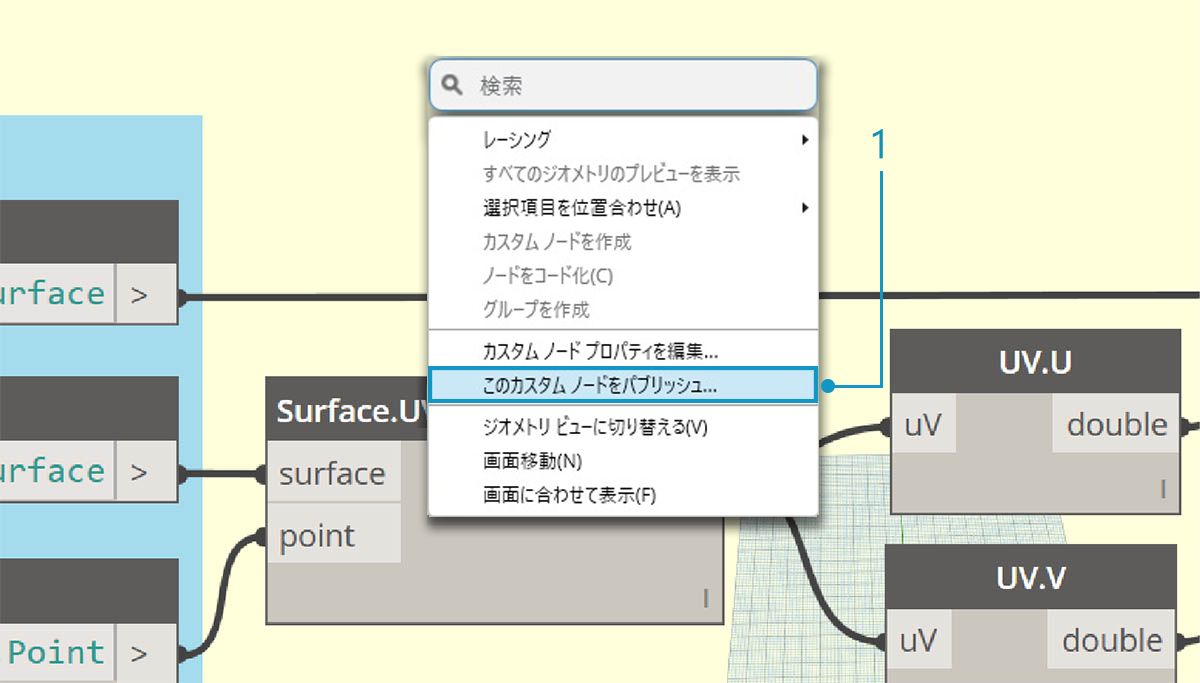 検索
レーシング
すべてのジオメトリのプレビューを表示
選択項目を位置合わせ(A)
カスタム ノードを作成
ノードをコード化(C)
グループを作成
カスタム ノード プロパティを編集...
このカスタム ノードをパブリッシュ...
ジオメトリ ビューに切り替える(V)
画面移動(N)
画面に合わせて表示(F)
1
urface >
urface >
Point >
Surface.UV
surface
point
UV.U
uV double
UV.V
uV double